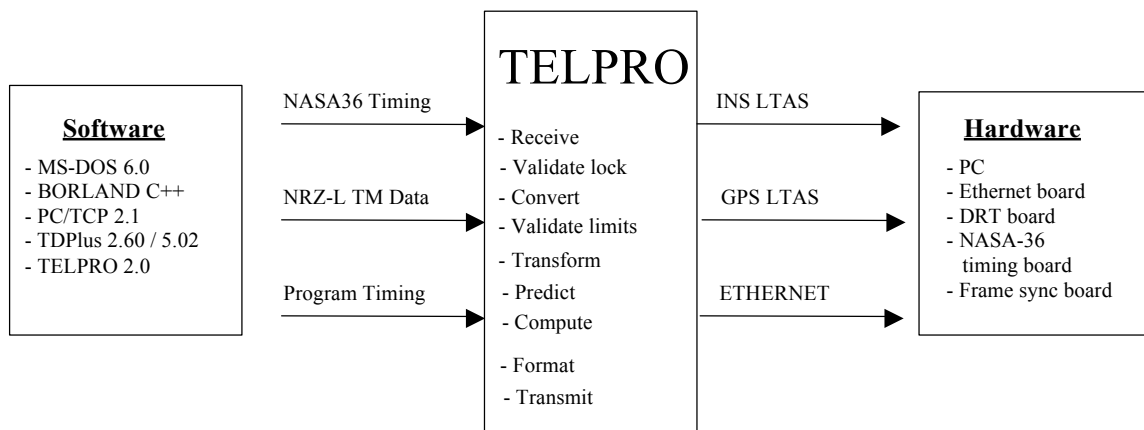 Software
- MS-DOS 6.0
- BORLAND C++
- PC/TCP 2.1
- TDPlus 2.60 / 5.02
- TELPRO 2.0
NASA36 Timing
NRZ-L TM Data
Program Timing
TELPRO
- Receive
- Validate lock
- Convert
- Validate limits
- Transform
- Predict
- Compute
- Format
- Transmit
INS LTAS
GPS LTAS
ETHERNET
Hardware
- PC
- Ethernet board
- DRT board
- NASA-36
timing board
- Frame sync board